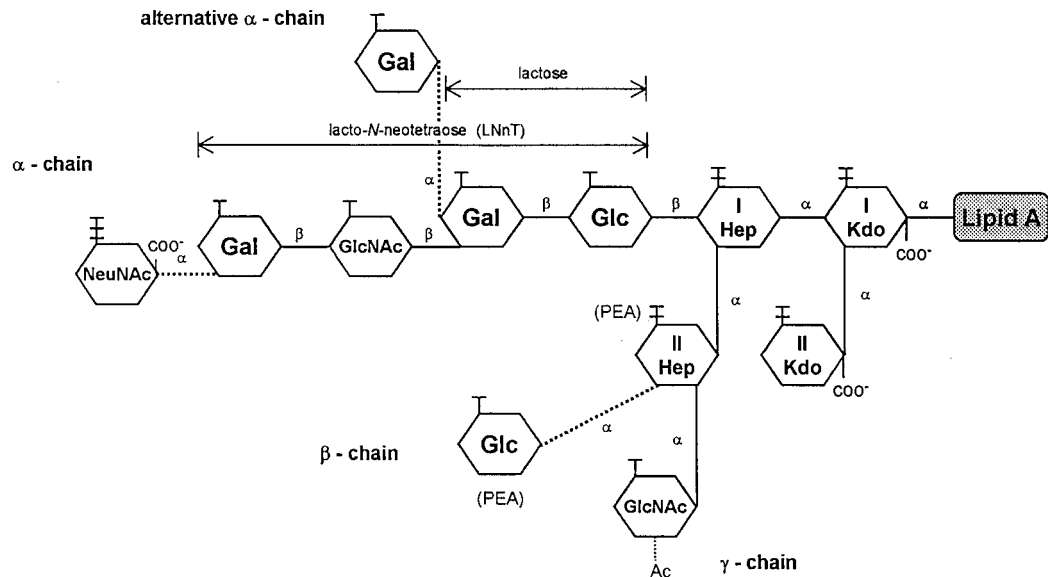 alternative α - chain
Gal
lactose
lacto-N-neotetraose (LNnT)
α - chain
α
Gal
β
Glc
β
I
Hep
α
I
Kdo
α
Lipid A
COO-
NeuNAc
COO-
α
Gal
β
GlcNAc
β
(PEA)
II
Hep
α
II
Kdo
α
COO-
β - chain
Glc
(PEA)
α
α
GlcNAc
Ac
γ - chain